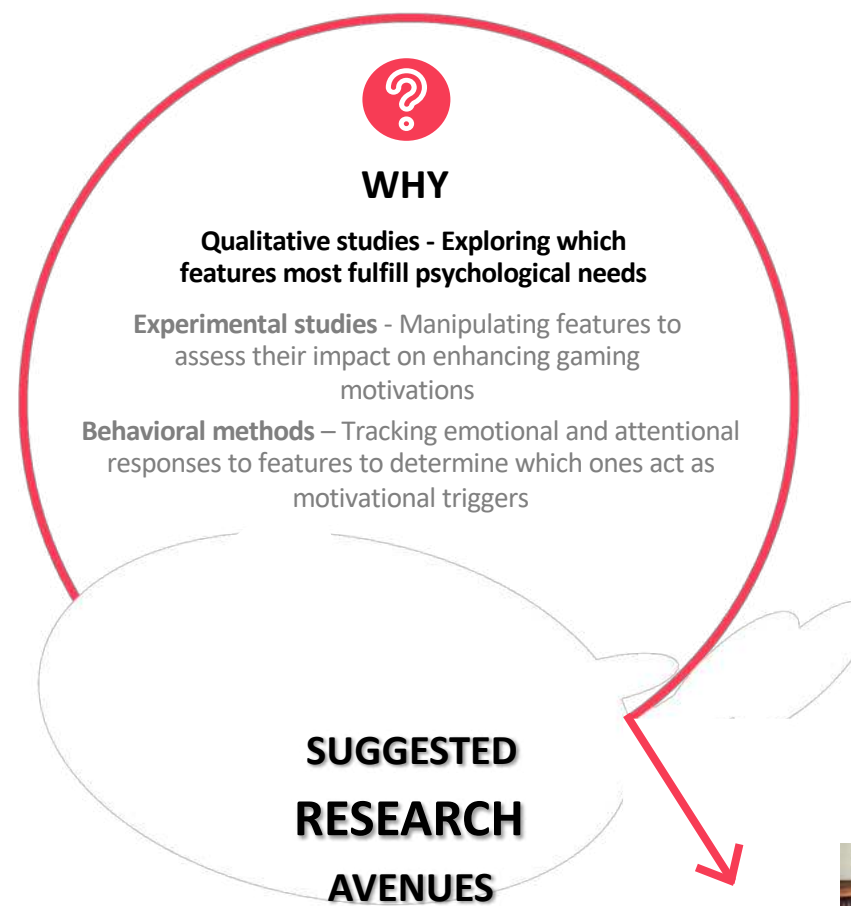 WHY
Qualitative studies - Exploring which
features most fulfill psychological needs
Experimental studies - Manipulating features to
assess their impact on enhancing gaming
motivations
Behavioral methods – Tracking emotional and attentional
responses to features to determine which ones act as
motivational triggers
SUGGESTED
RESEARCH
AVENUES